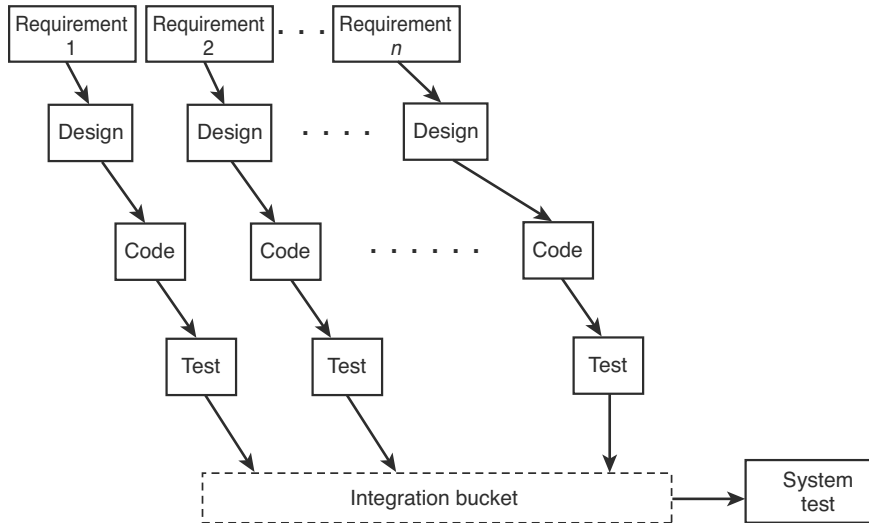 Requirement
1
Requirement
2
. . .
Requirement
n
Design
Design
. . . .
Design
Code
Code
. . . . . .
Code
Test
Test
Test
Integration bucket
System
test